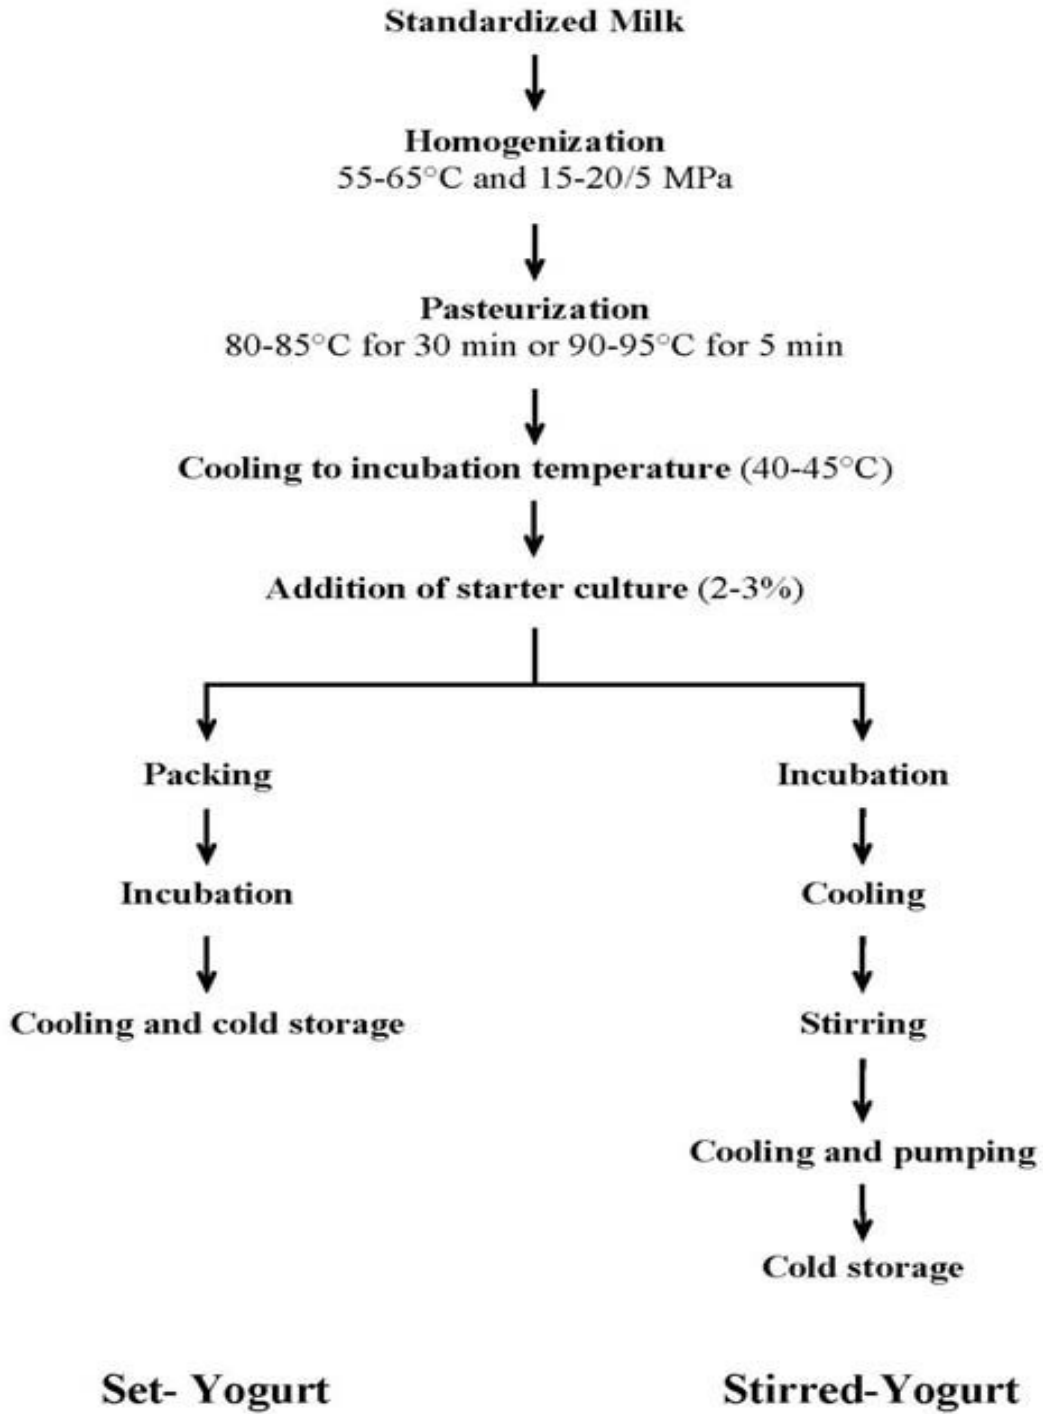 Standardized Milk
Homogenization
55-65°C and 15-20/5 MPa
Pasteurization
80-85°C for 30 min or 90-95°C for 5 min
Cooling to incubation temperature (40-45°C)
Addition of starter culture (2-3%)
Packing
Incubation
Cooling and cold storage
Incubation
Cooling
Stirring
Cooling and pumping
Cold storage
Set- Yogurt
Stirred-Yogurt